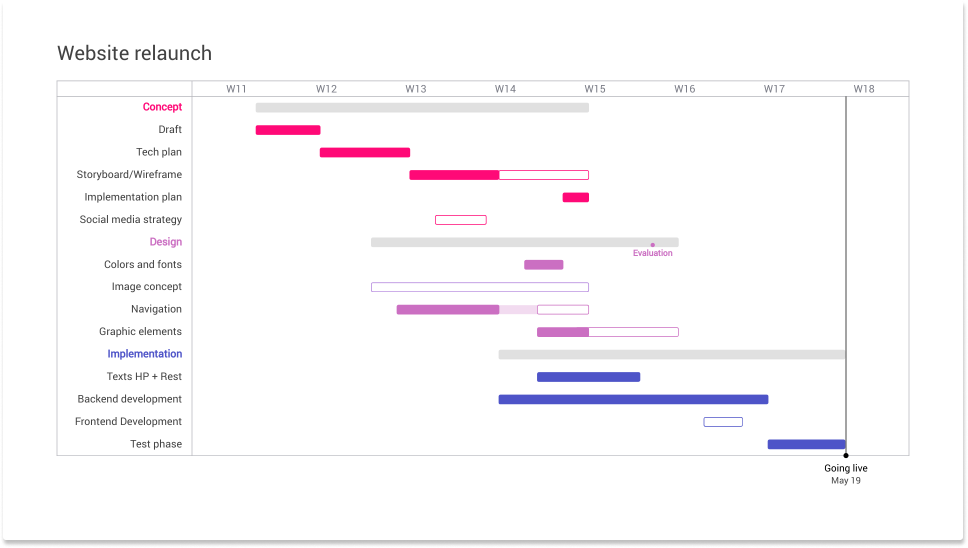 Website relaunch
W11 W12 W13 W14 W15 W16 W17 W18
Concept
Draft
Tech plan
Storyboard/Wireframe
Implementation plan
Social media strategy
Design
Evaluation
Colors and fonts
Image concept
Navigation
Graphic elements
Implementation
Texts HP + Rest
Backend development
Frontend Development
Test phase
Going live
May 19